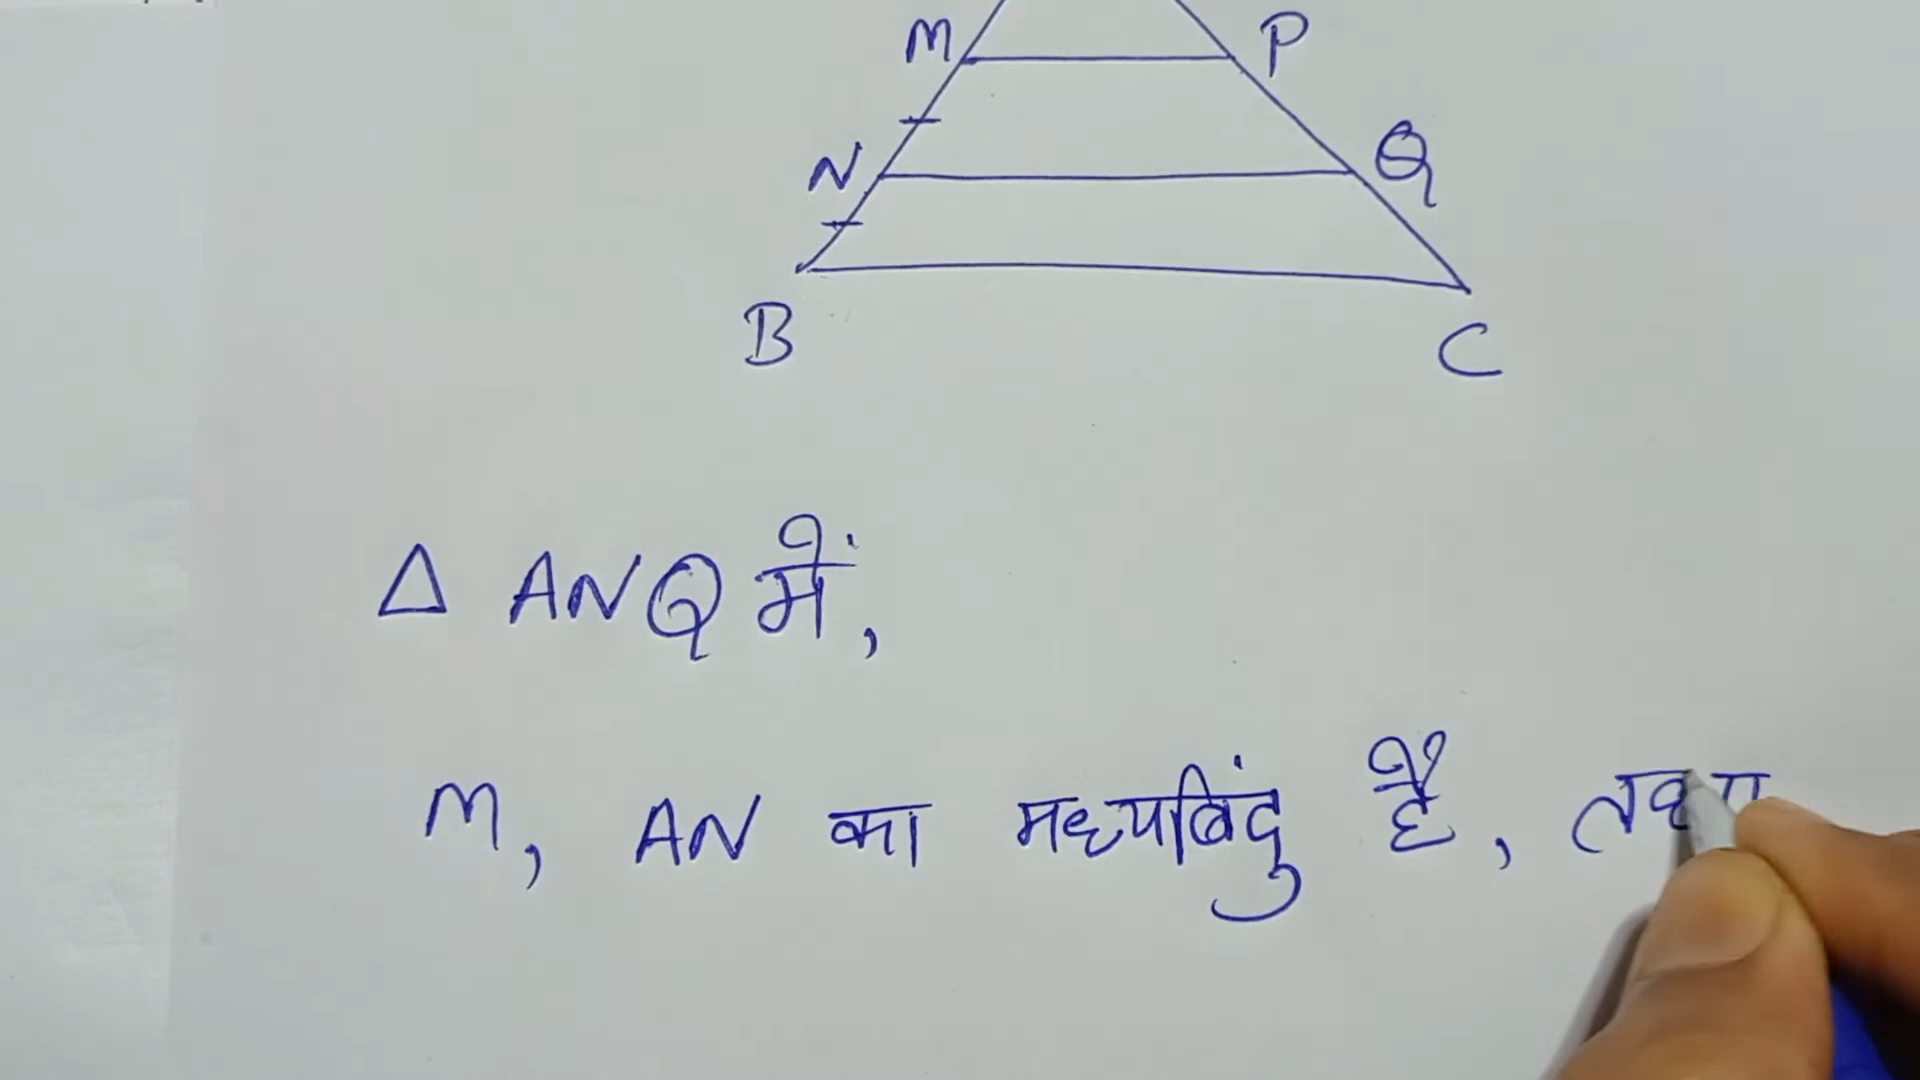 M P
N Q
B C
Δ ANQ में,
M, AN का मध्यबिंदु है, तथा